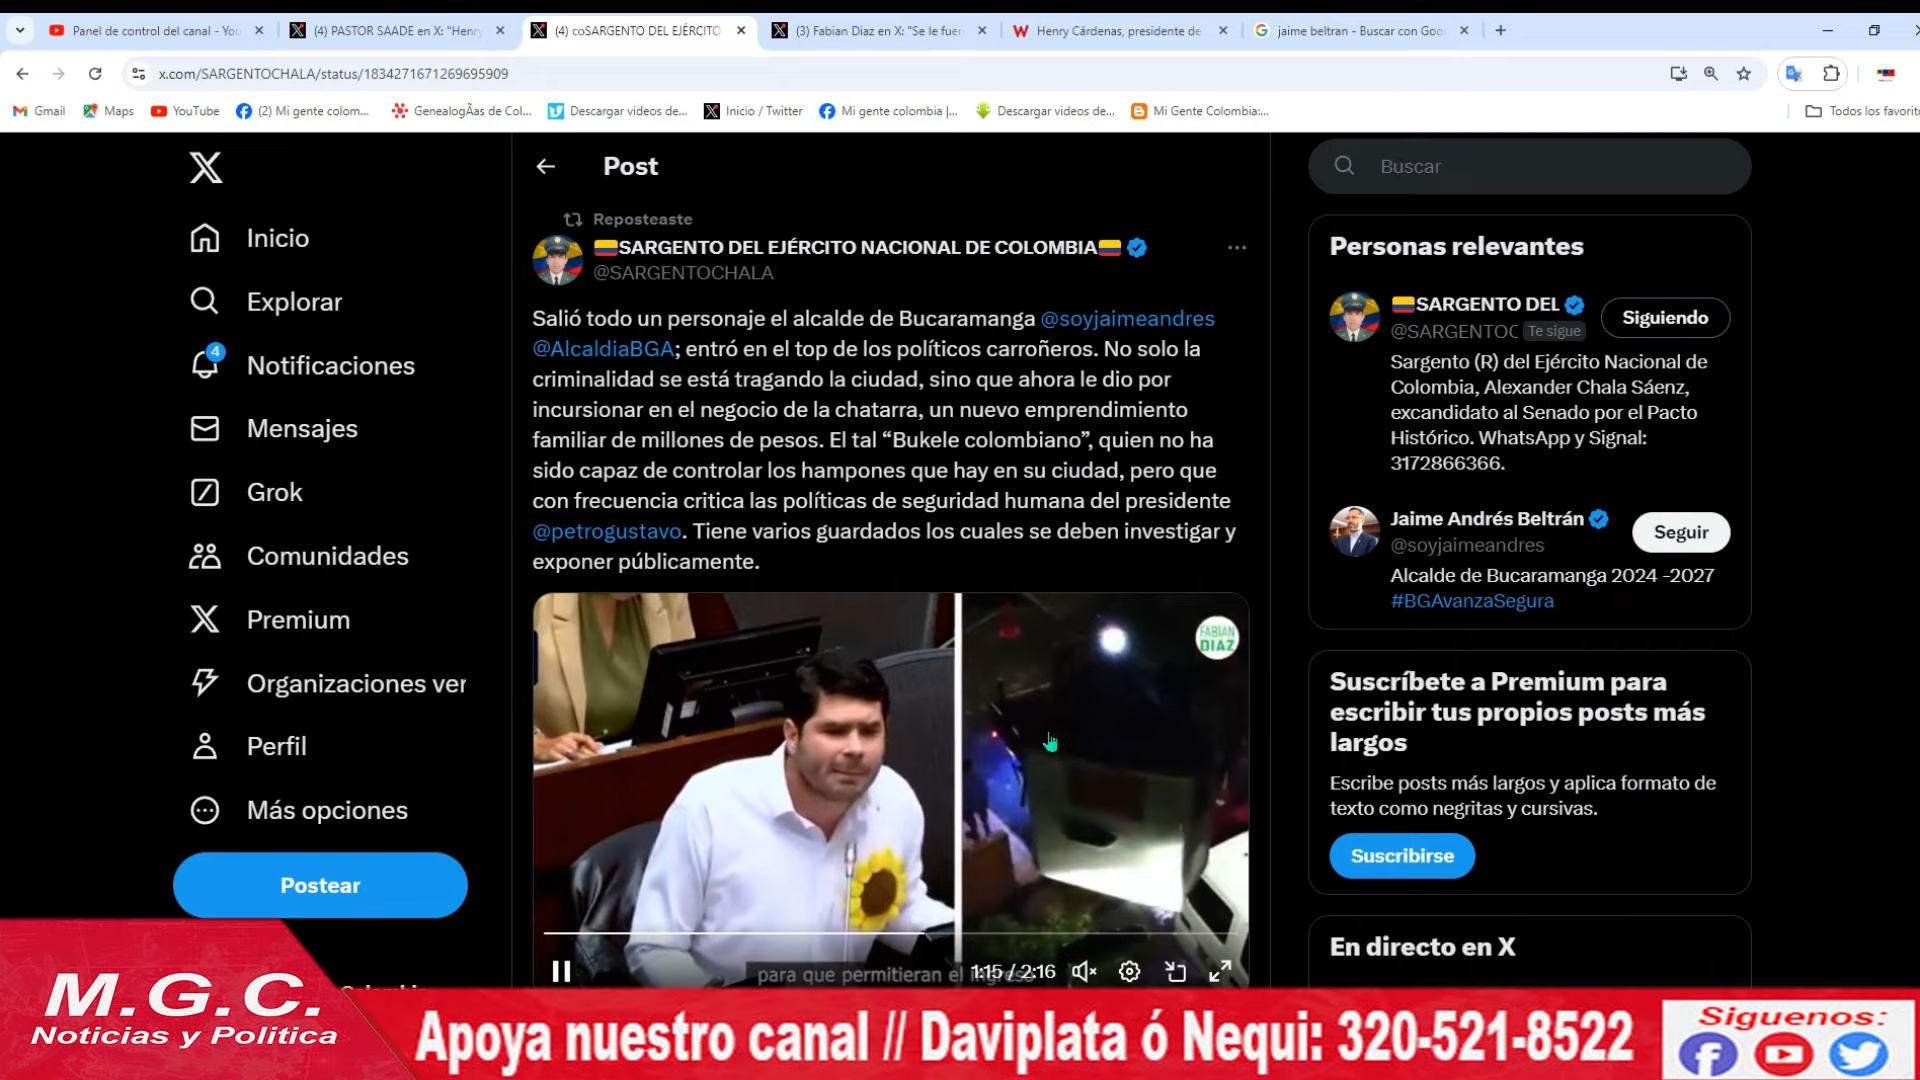 Panel de control del canal - You
(4) PASTOR SAADE en X: "Henry
(4) coSARGENTO DEL EJÉRCITO
(3) Fabian Diaz en X: "Se le fuer
Henry Cárdenas, presidente de
jaime beltran - Buscar con Goo
x.com/SARGENTOCHALA/status/1834271671269695909
Gmail
Maps
YouTube
(2) Mi gente colom...
GenealogÃas de Col...
Descargar videos de...
Inicio / Twitter
Mi gente colombia |...
Descargar videos de...
Mi Gente Colombia:...
Todos los favorito
Inicio
Explorar
4
Notificaciones
Mensajes
Grok
Comunidades
Premium
Organizaciones ver
Perfil
Más opciones
Postear
Post
Reposteaste
SARGENTO DEL EJÉRCITO NACIONAL DE COLOMBIA
@SARGENTOCHALA
Salió todo un personaje el alcalde de Bucaramanga @soyjaimeandres
@AlcaldiaBGA; entró en el top de los políticos carroñeros. No solo la
criminalidad se está tragando la ciudad, sino que ahora le dio por
incursionar en el negocio de la chatarra, un nuevo emprendimiento
familiar de millones de pesos. El tal “Bukele colombiano”, quien no ha
sido capaz de controlar los hampones que hay en su ciudad, pero que
con frecuencia critica las políticas de seguridad humana del presidente
@petrogustavo. Tiene varios guardados los cuales se deben investigar y
exponer públicamente.
FABIAN
DIAZ
para que permitieran el
1:15 / 2:16
Buscar
Personas relevantes
SARGENTO DEL
@SARGENTOC Te sigue
Siguiendo
Sargento (R) del Ejército Nacional de
Colombia, Alexander Chala Sáenz,
excandidato al Senado por el Pacto
Histórico. WhatsApp y Signal:
3172866366.
Jaime Andrés Beltrán
@soyjaimeandres
Seguir
Alcalde de Bucaramanga 2024 -2027
#BGAvanzaSegura
Suscríbete a Premium para
escribir tus propios posts más
largos
Escribe posts más largos y aplica formato de
texto como negritas y cursivas.
Suscribirse
En directo en X
M.G.C.
Noticias y Politica
Apoya nuestro canal // Daviplata ó Nequi: 320-521-8522
Siguenos: